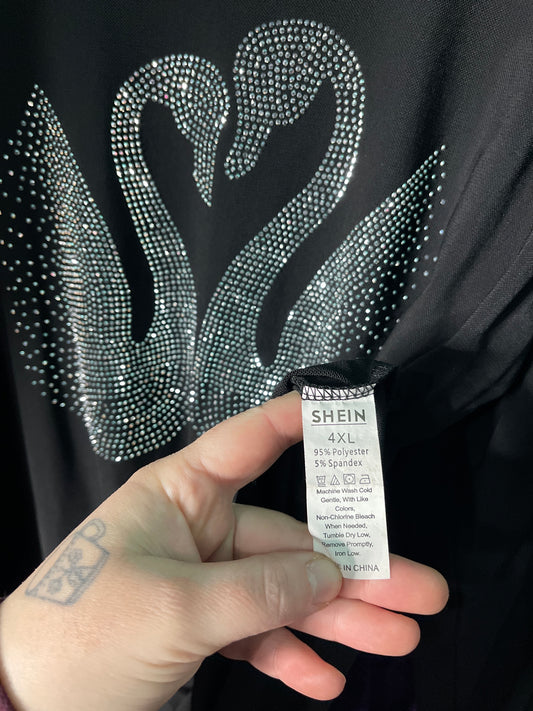 SHEIN
4XL
95% Polyester
5% Spandex
Machine Wash Cold
Gentle, With Like
Colors,
Non-Chlorine Bleach
When Needed,
Tumble Dry Low,
Remove Promptly,
Iron Low.
IN CHINA